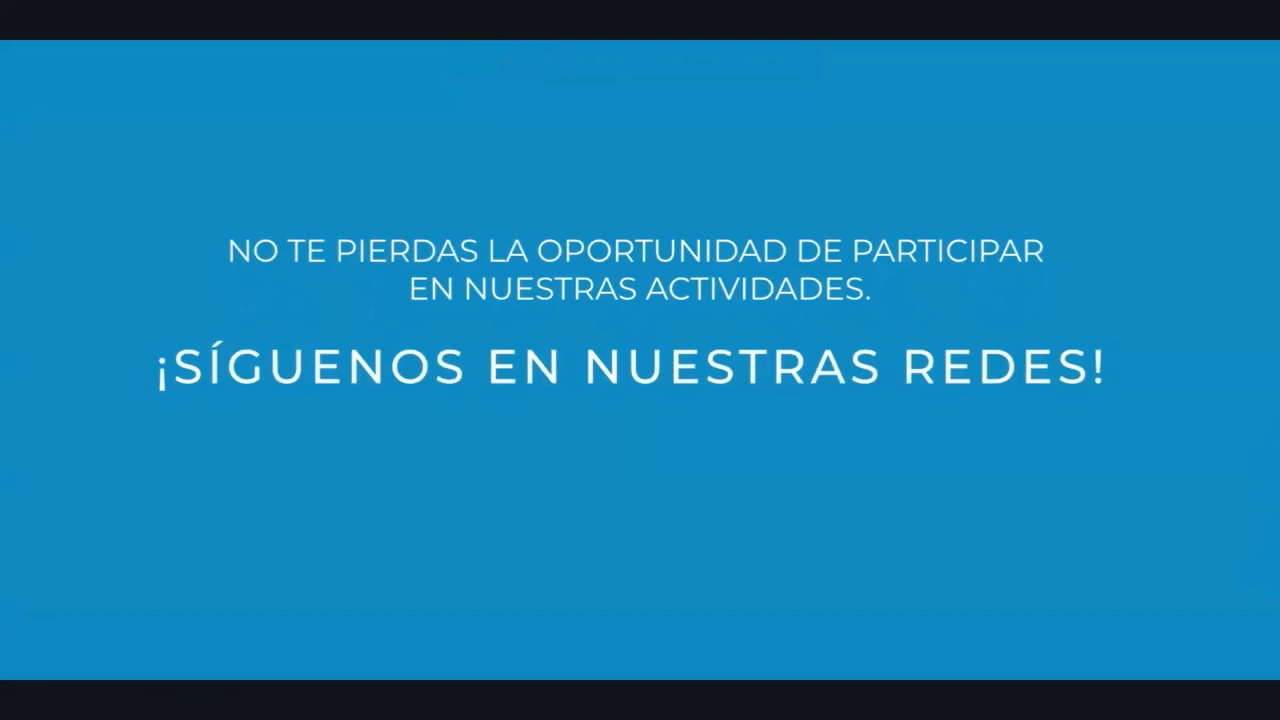 NO TE PIERDAS LA OPORTUNIDAD DE PARTICIPAR
EN NUESTRAS ACTIVIDADES.
¡SÍGUENOS EN NUESTRAS REDES!